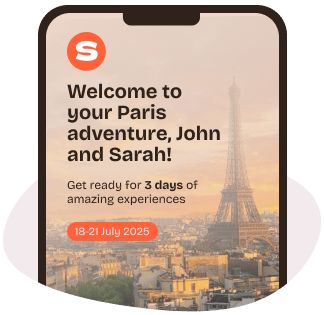 S
Welcome to
your Paris
adventure, John
and Sarah!
Get ready for 3 days of
amazing experiences
18-21 July 2025